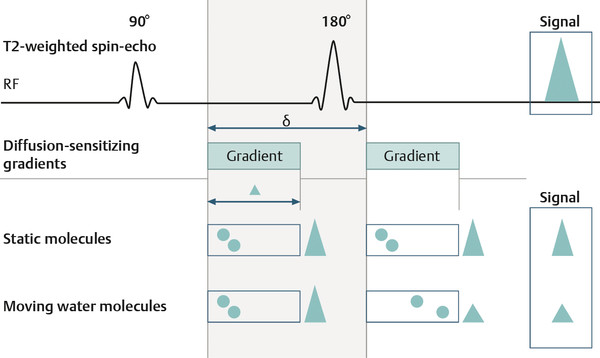 90° 180° Signal
T2-weighted spin-echo
RF
δ
Diffusion-sensitizing
gradients
Gradient Gradient
Signal
Static molecules
Moving water molecules